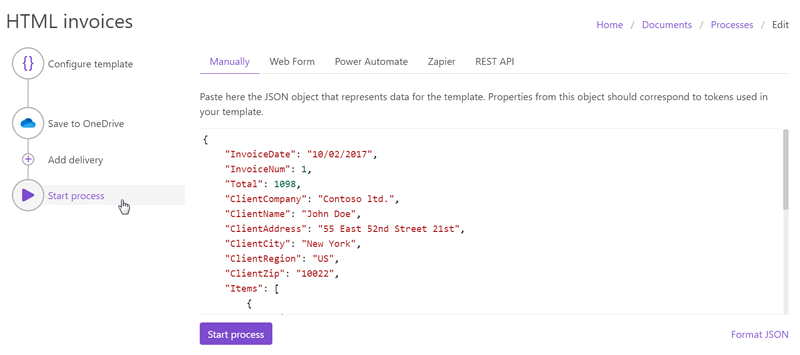 HTML invoices
Home / Documents / Processes / Edit
{}
Configure template
Save to OneDrive
Add delivery
Start process
Manually Web Form Power Automate Zapier REST API
Paste here the JSON object that represents data for the template. Properties from this object should correspond to tokens used in
your template.
{
"InvoiceDate": "10/02/2017",
"InvoiceNum": 1,
"Total": 1098,
"ClientCompany": "Contoso ltd.",
"ClientName": "John Doe",
"ClientAddress": "55 East 52nd Street 21st",
"ClientCity": "New York",
"ClientRegion": "US",
"ClientZip": "10022",
"Items": [
{
Start process
Format JSON